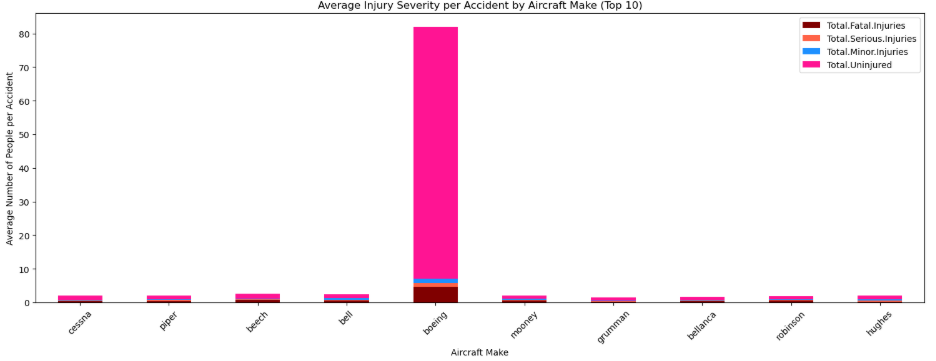 Average Injury Severity per Accident by Aircraft Make (Top 10)
Total.Fatal.Injuries
Total.Serious.Injuries
Total.Minor.Injuries
Total.Uninjured
Average Number of People per Accident
80
70
60
50
40
30
20
10
0
cessna
piper
beech
bell
boeing
mooney
grumman
bellanca
robinson
hughes
Aircraft Make